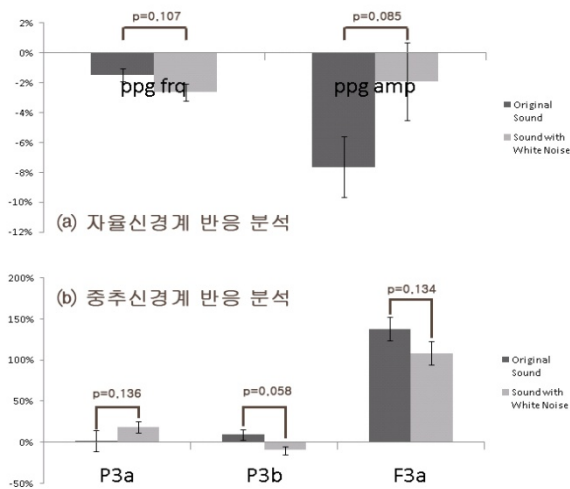 p=0.107
p=0.085
2%
0%
-2%
-4%
-6%
-8%
-10%
-12%
ppg frq
ppg amp
Original
Sound
Sound with
White Noise
(a) 자율신경계 반응 분석
(b) 중추신경계 반응 분석
200%
150%
100%
50%
0%
-50%
p=0.136
p=0.058
p=0.134
Original
Sound
Sound with
White Noise
P3a
P3b
F3a